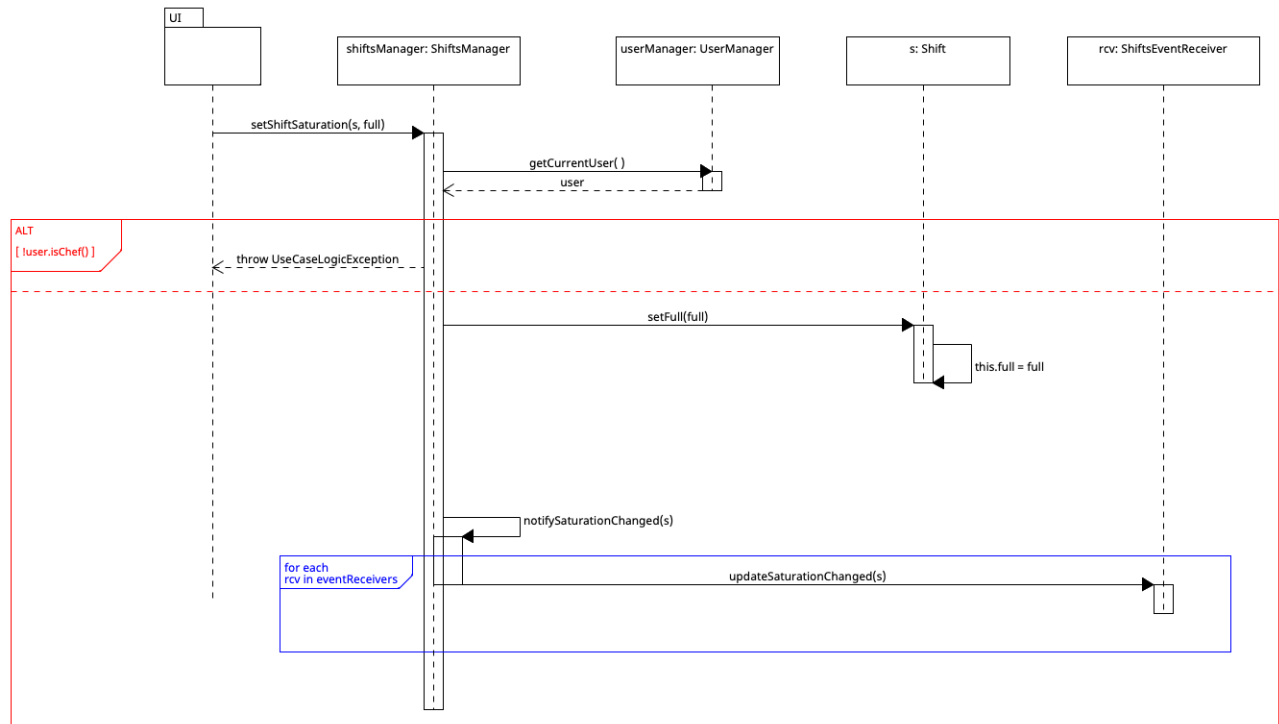 UI
shiftsManager: ShiftsManager
userManager: UserManager
s: Shift
rcv: ShiftsEventReceiver
setShiftSaturation(s, full)
getCurrentUser( )
user
ALT
[ !user.isChef() ]
throw UseCaseLogicException
setFull(full)
this.full = full
notifySaturationChanged(s)
for each
rcv in eventReceivers
updateSaturationChanged(s)